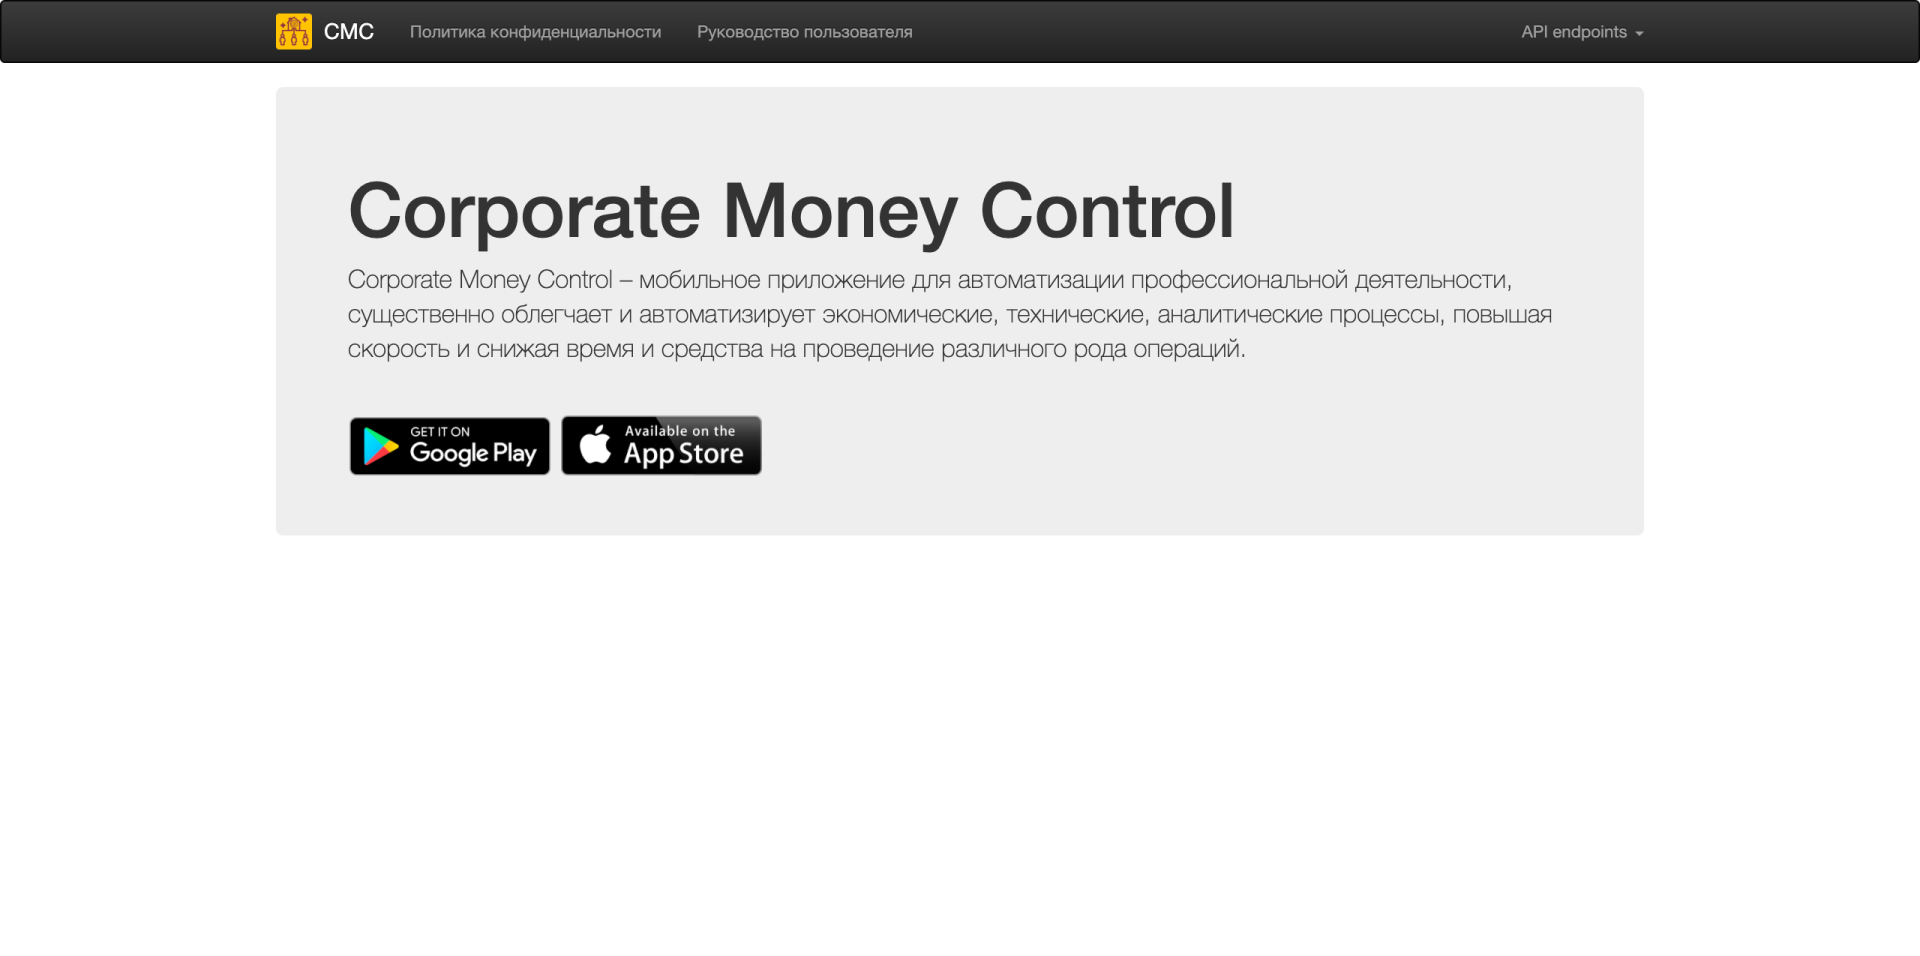 CMC
Политика конфиденциальности
Руководство пользователя
API endpoints
Corporate Money Control
Corporate Money Control – мобильное приложение для автоматизации профессиональной деятельности,
существенно облегчает и автоматизирует экономические, технические, аналитические процессы, повышая
скорость и снижая время и средства на проведение различного рода операций.
GET IT ON
Google Play
Available on the
App Store